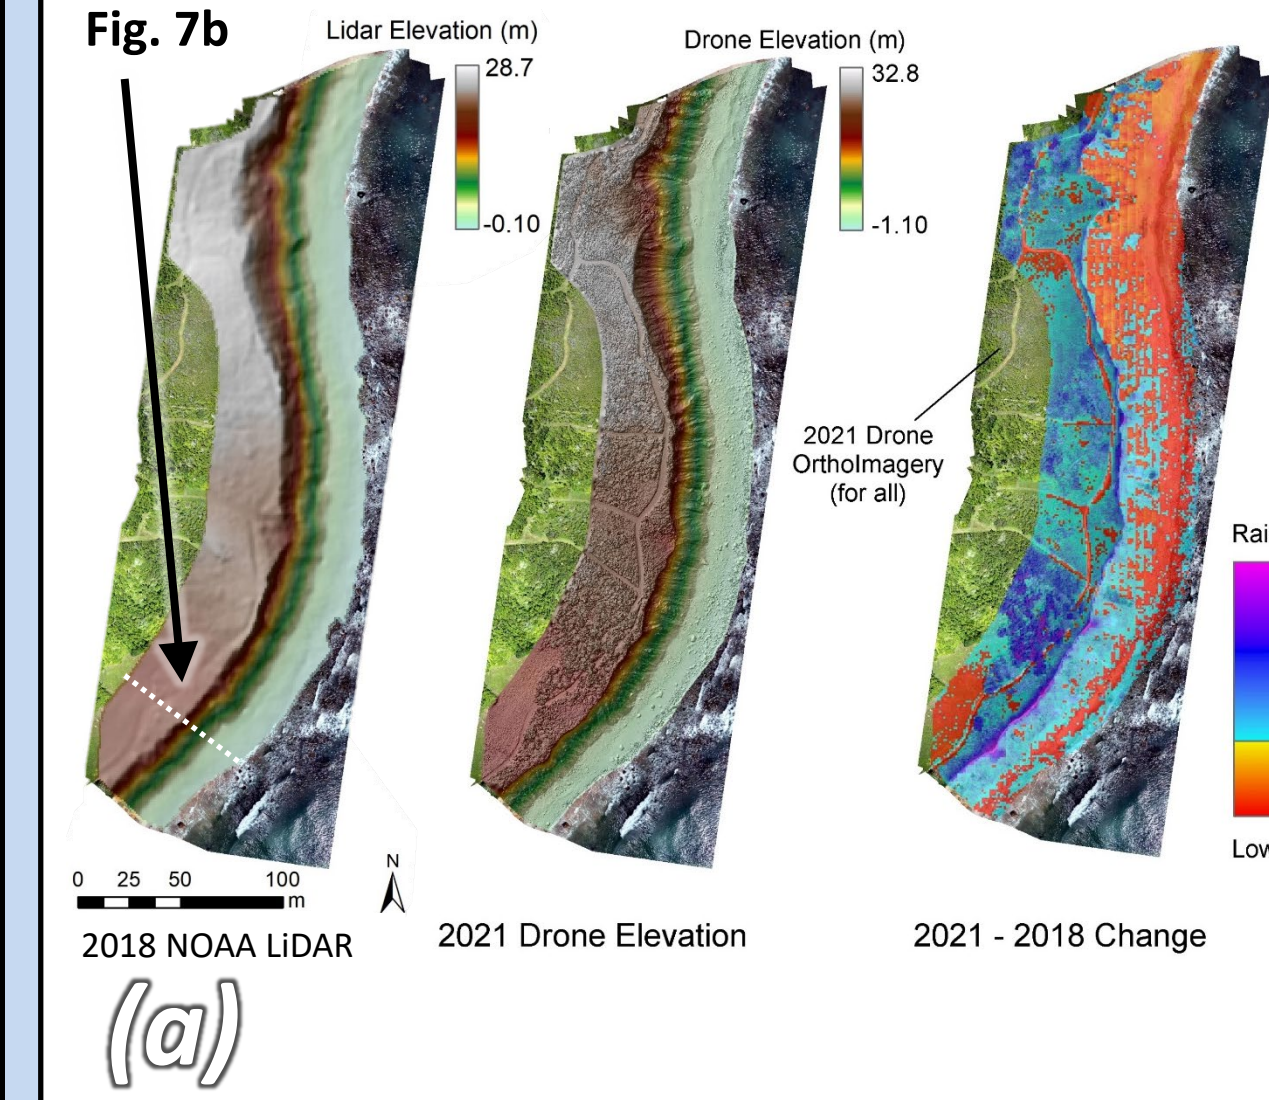 Fig. 7b
Lidar Elevation (m)
28.7
-0.10
Drone Elevation (m)
32.8
-1.10
2021 Drone
OrthoImagery
(for all)
Rai
Low
0 25 50 100
m
N
2018 NOAA LiDAR
2021 Drone Elevation
2021 - 2018 Change
(a)